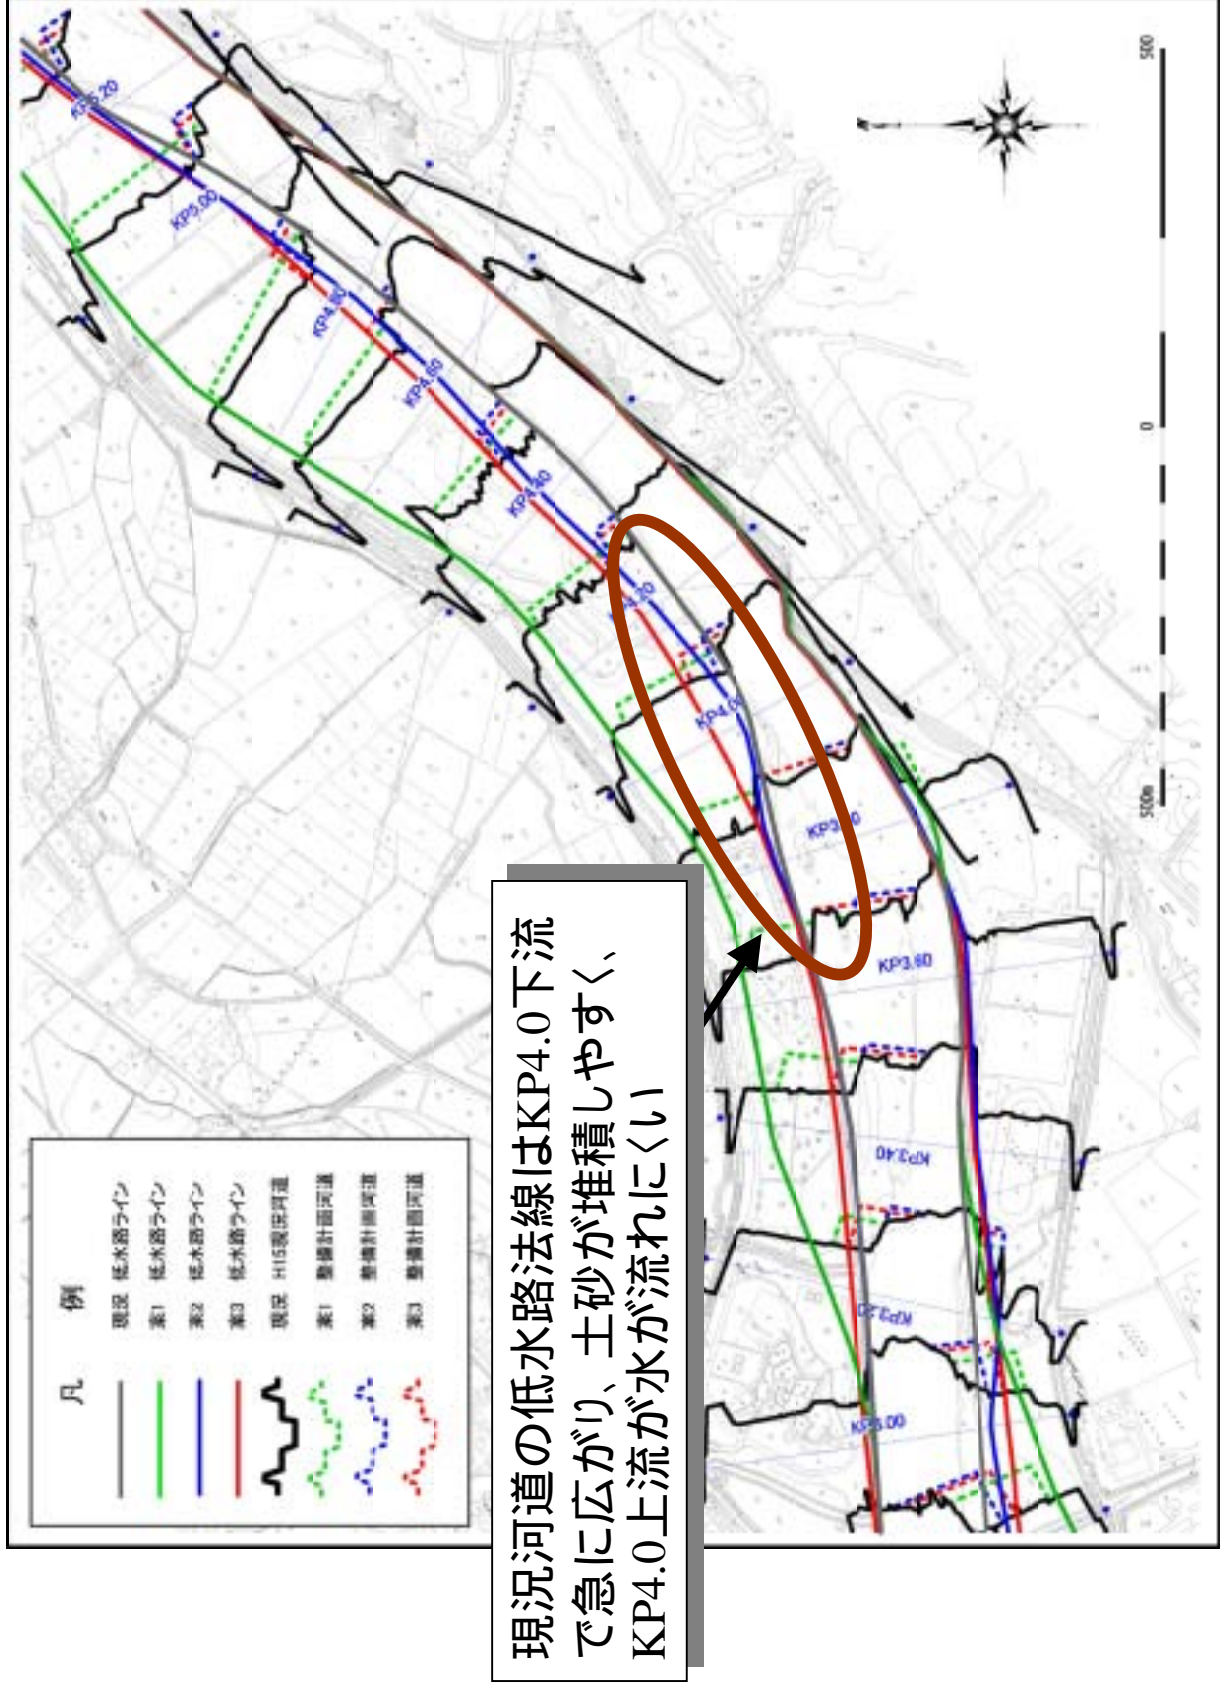 凡 例
現況 低水路ライン
案1 低水路ライン
案2 低水路ライン
案3 低水路ライン
現況 H15現況河道
案1 整備計画河道
案2 整備計画河道
案3 整備計画河道
現況河道の低水路法線はKP4.0下流
で急に広がり、土砂が堆積しやすく、
KP4.0上流が水が流れにくい
KP3.00
KP3.20
KP3.40
KP3.60
KP4.00
KP4.20
KP4.40
KP4.60
KP4.80
KP5.00
KP5.20
500m
0
500